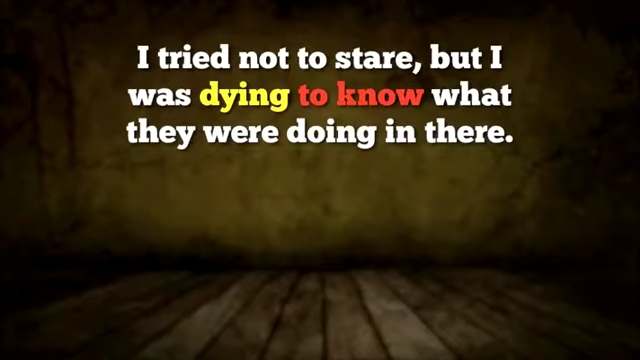 I tried not to stare, but I
was dying to know what
they were doing in there.